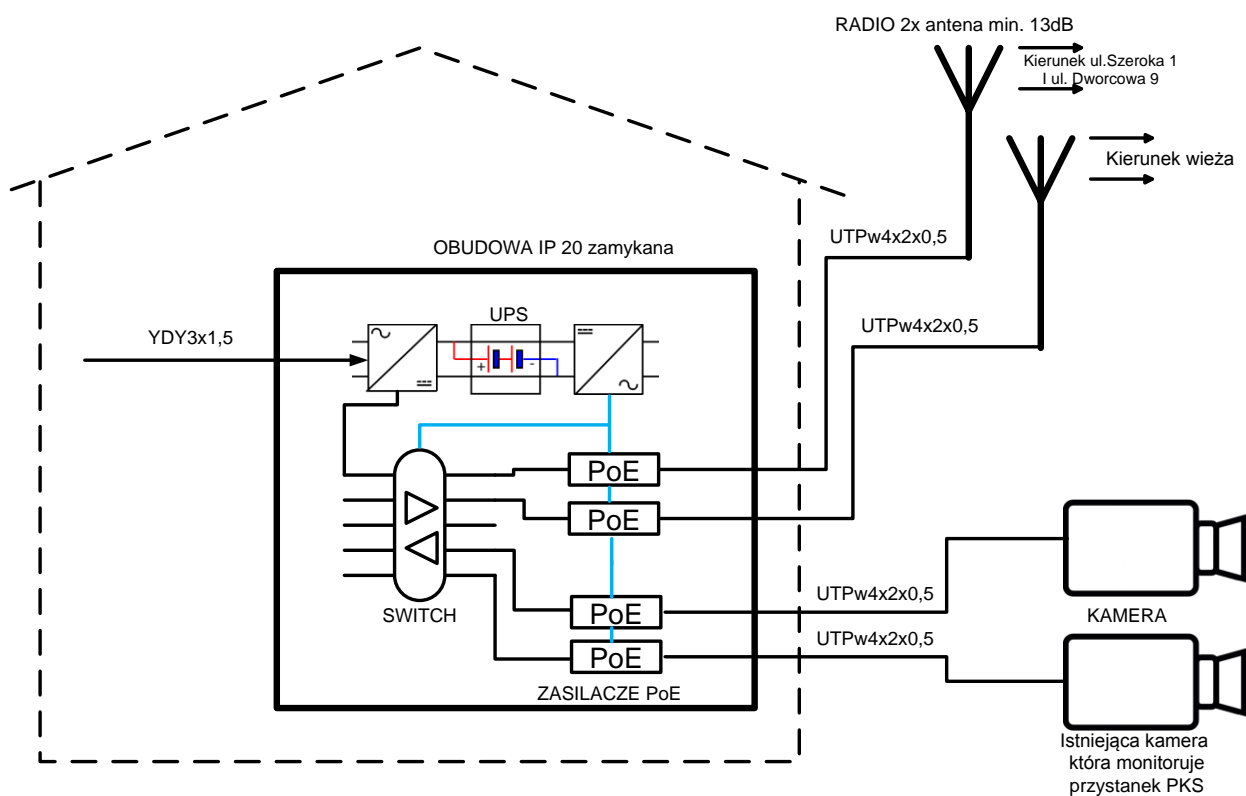 RADIO 2x antena min. 13dB
Kierunek ul.Szeroka 1
I ul. Dworcowa 9
Kierunek wieża
UTPw4x2x0,5
OBUDOWA IP 20 zamykana
UPS
YDY3x1,5
UTPw4x2x0,5
+ -
PoE
PoE
PoE
UTPw4x2x0,5
SWITCH
KAMERA
UTPw4x2x0,5
PoE
ZASILACZE PoE
Istniejąca kamera
która monitoruje
przystanek PKS